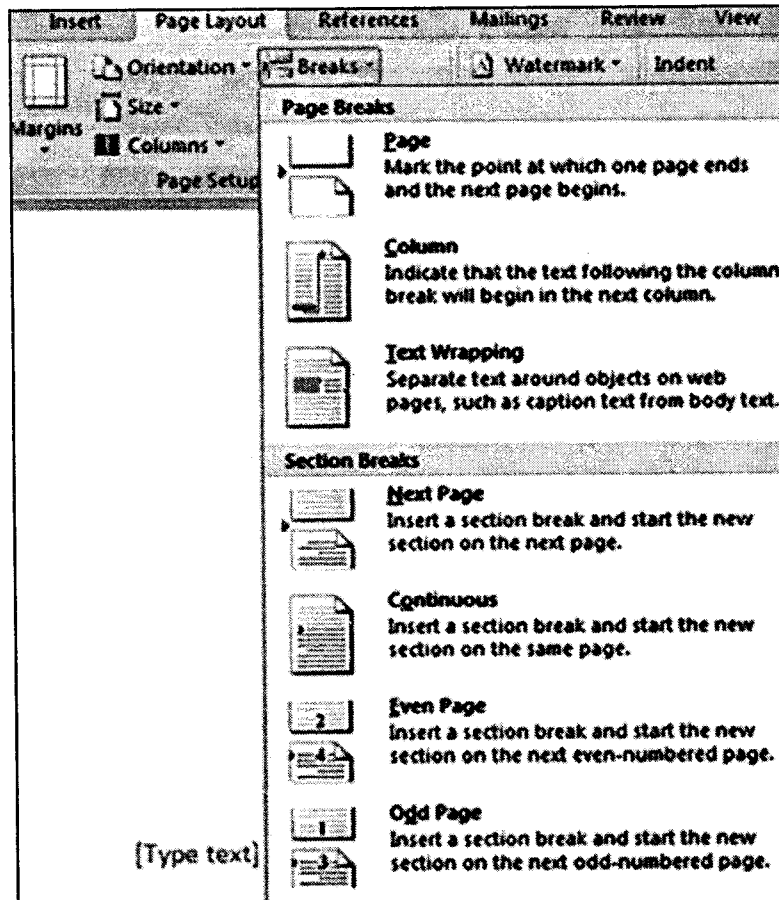 Insert Page Layout References Mailings Review View
Orientation Breaks Watermark Indent
Size
Margins
Columns
Page Setup
Page Breaks
Page
Mark the point at which one page ends
and the next page begins.
Column
Indicate that the text following the column
break will begin in the next column.
Text Wrapping
Separate text around objects on web
pages, such as caption text from body text.
Section Breaks
Next Page
Insert a section break and start the new
section on the next page.
Continuous
Insert a section break and start the new
section on the same page.
2
Even Page
Insert a section break and start the new
4
section on the next even-numbered page.
1
Odd Page
Insert a section break and start the new
3
section on the next odd-numbered page.
[Type text]